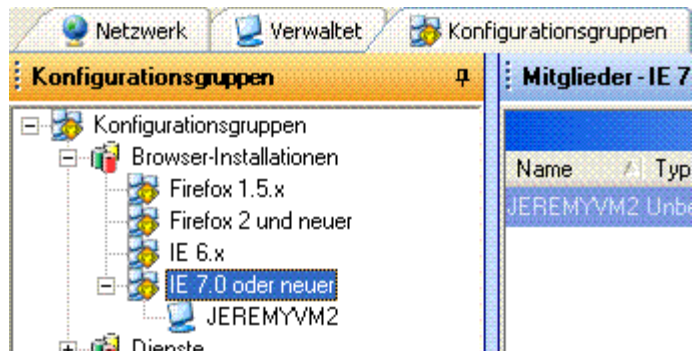 Netzwerk Verwaltet Konfigurationsgruppen
Konfigurationsgruppen Mitglieder - IE 7
Konfigurationsgruppen
Browser-Installationen
Name Typ
Firefox 1.5.x
JEREMYVM2 Unbe
Firefox 2 und neuer
IE 6.x
IE 7.0 oder neuer
JEREMYVM2
Dienste